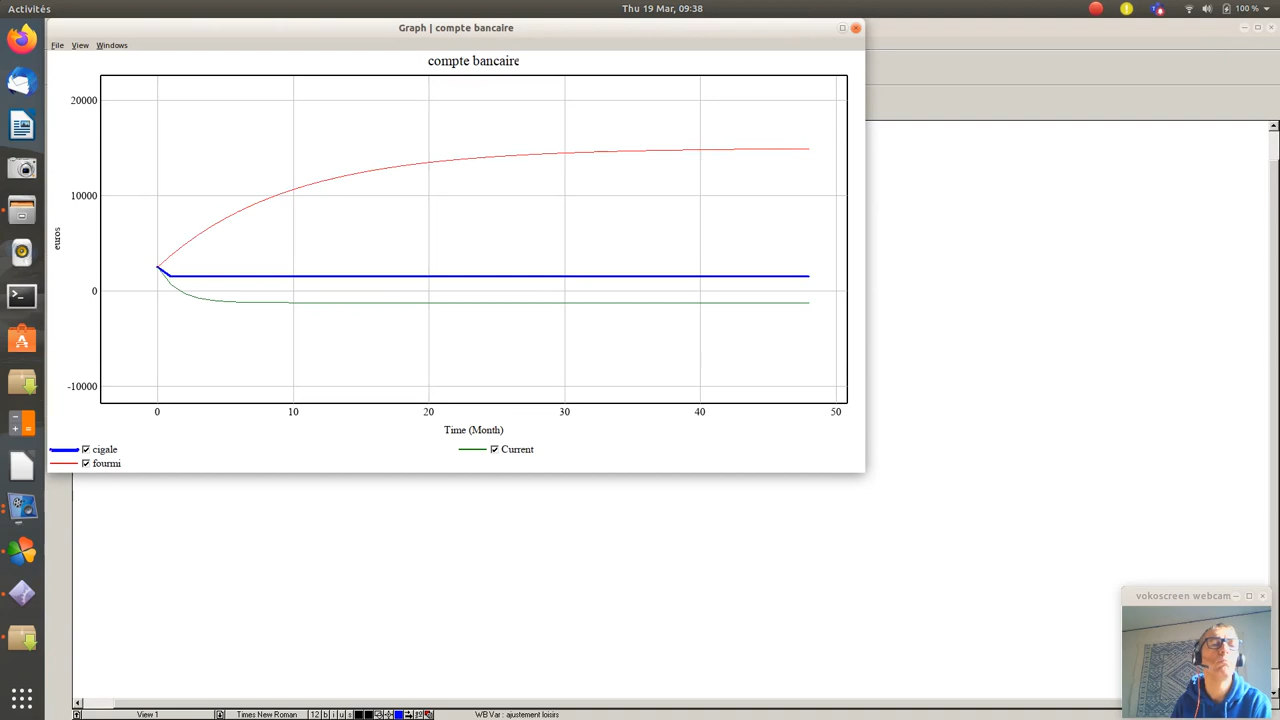 Activités
Thu 19 Mar, 09:38
100 %
Graph | compte bancaire
File View Windows
compte bancaire
20000
10000
0
-10000
euros
0 10 20 30 40 50
Time (Month)
cigale
Current
fourmi
vokoscreen webcam
View 1
Times New Roman
12 b i u s
WB Var : ajustement loisirs